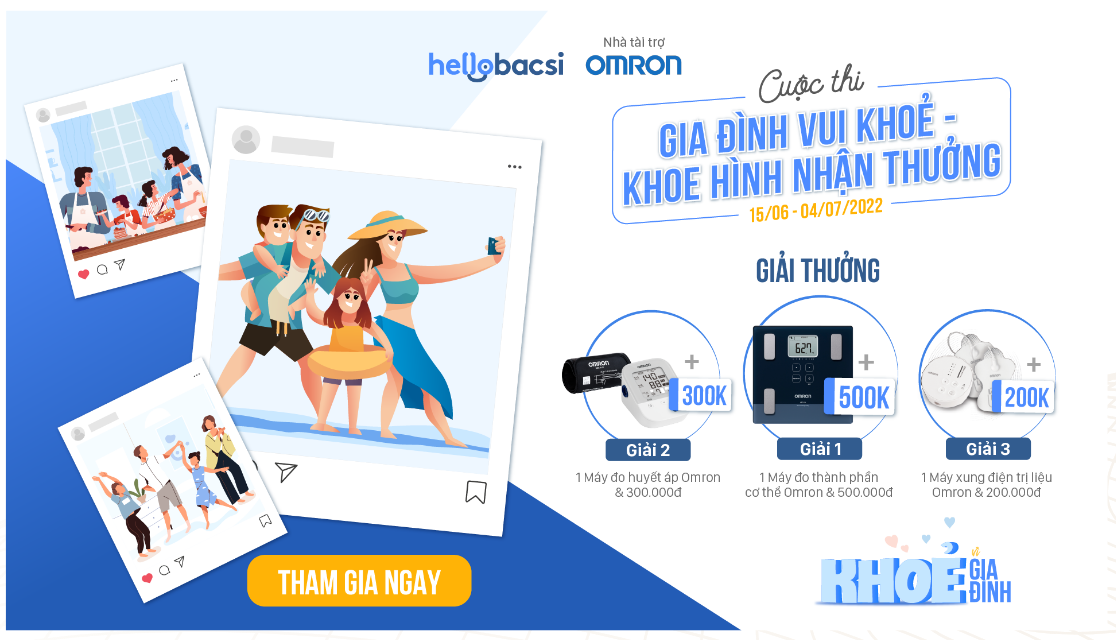 hellobacsi
Nhà tài trợ
OMRON
Cuộc thi
GIA ĐÌNH VUI KHOẺ -
KHOE HÌNH NHẬN THƯỞNG
15/06 - 04/07/2022
GIẢI THƯỞNG
300K
Giải 2
1 Máy đo huyết áp Omron
& 300.000đ
500K
Giải 1
1 Máy đo thành phần
cơ thể Omron & 500.000đ
200K
Giải 3
1 Máy xung điện trị liệu
Omron & 200.000đ
THAM GIA NGAY
KHOẺ
vì
GIA
ĐÌNH